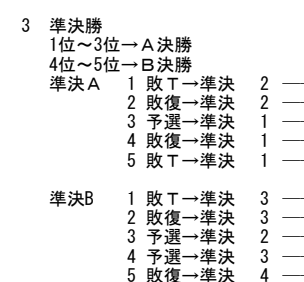 3 準決勝
1位～3位→A決勝
4位～5位→B決勝
準決A 1 敗T→準決 2 ―
2 敗復→準決 2 ―
3 予選→準決 1 ―
4 敗復→準決 1 ―
5 敗T→準決 1 ―
準決B 1 敗T→準決 3 ―
2 敗復→準決 3 ―
3 予選→準決 2 ―
4 予選→準決 3 ―
5 敗復→準決 4 ―